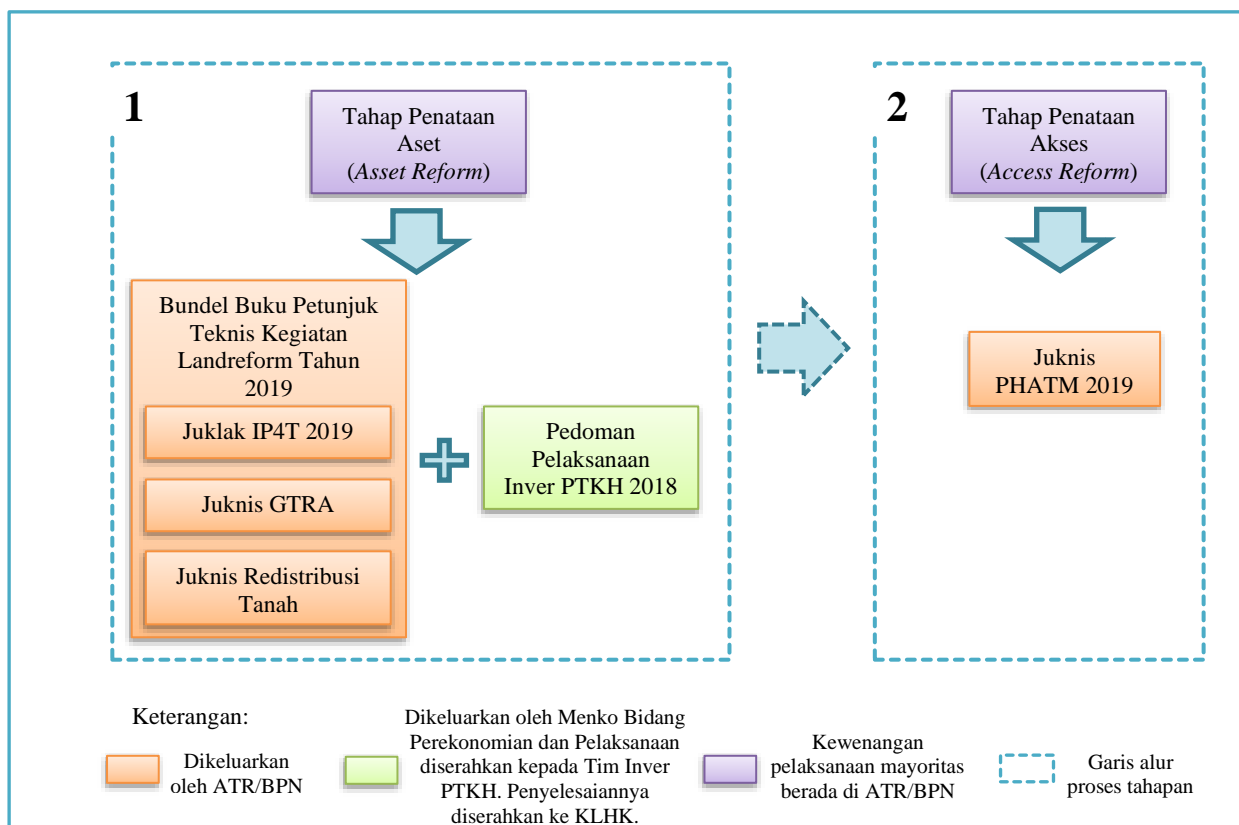 1
Tahap Penataan
Aset
(Asset Reform)
Bundel Buku Petunjuk
Teknis Kegiatan
Landreform Tahun
2019
Juklak IP4T 2019
Juknis GTRA
Juknis Redistribusi
Tanah
Pedoman
Pelaksanaan
Inver PTKH 2018
2
Tahap Penataan
Akses
(Access Reform)
Juknis
PHATM 2019
Keterangan:
Dikeluarkan
oleh ATR/BPN
Dikeluarkan oleh Menko Bidang
Perekonomian dan Pelaksanaan
diserahkan kepada Tim Inver
PTKH. Penyelesaiannya
diserahkan ke KLHK.
Kewenangan
pelaksanaan mayoritas
berada di ATR/BPN
Garis alur
proses tahapan